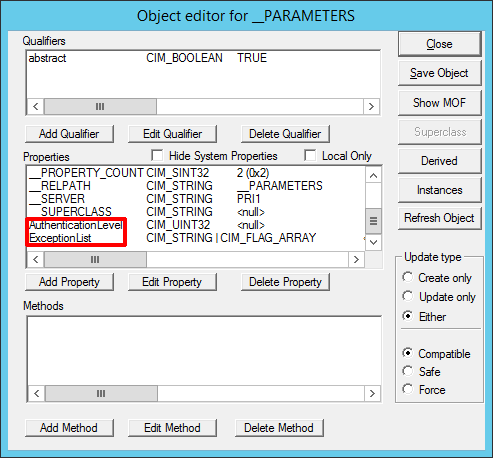 Object editor for __PARAMETERS
Qualifiers
abstract CIM_BOOLEAN TRUE
Add Qualifier Edit Qualifier Delete Qualifier
Close
Save Object
Show MOF
Superclass
Derived
Instances
Refresh Object
Properties Hide System Properties Local Only
__PROPERTY_COUNT CIM_SINT32 2 (0x2)
__RELPATH CIM_STRING __PARAMETERS
__SERVER CIM_STRING PRI1
__SUPERCLASS CIM_STRING <null>
AuthenticationLevel CIM_UINT32 <null>
ExceptionList CIM_STRING | CIM_FLAG_ARRAY
Add Property Edit Property Delete Property
Update type
Create only
Update only
Either
Compatible
Safe
Force
Methods
Add Method Edit Method Delete Method